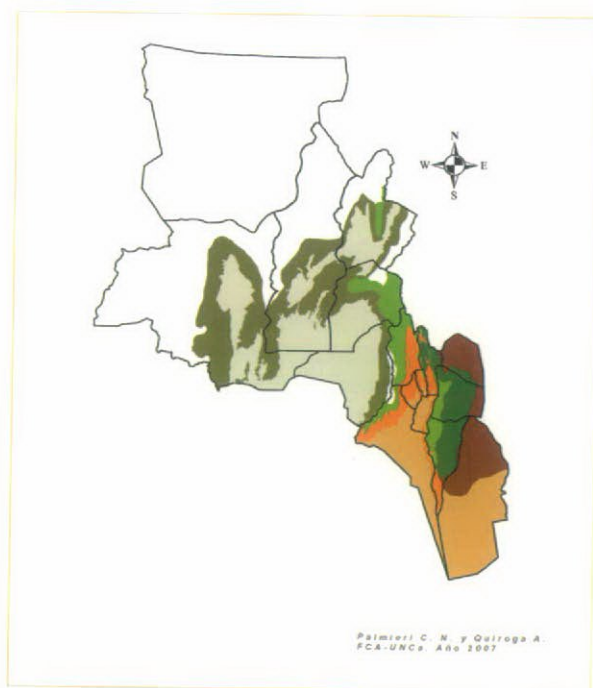 N
W E
S
Palmieri C. N. y Quiroga A.
FCA-UNCa. Año 2007